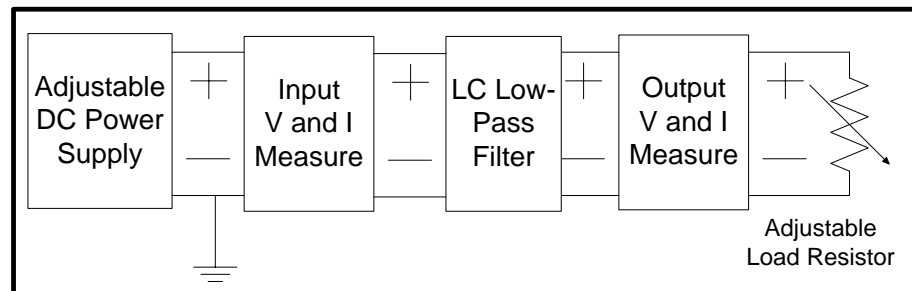 Adjustable
DC Power
Supply
+
—
Input
V and I
Measure
+
—
LC Low-
Pass
Filter
+
—
Output
V and I
Measure
+
—
Adjustable
Load Resistor